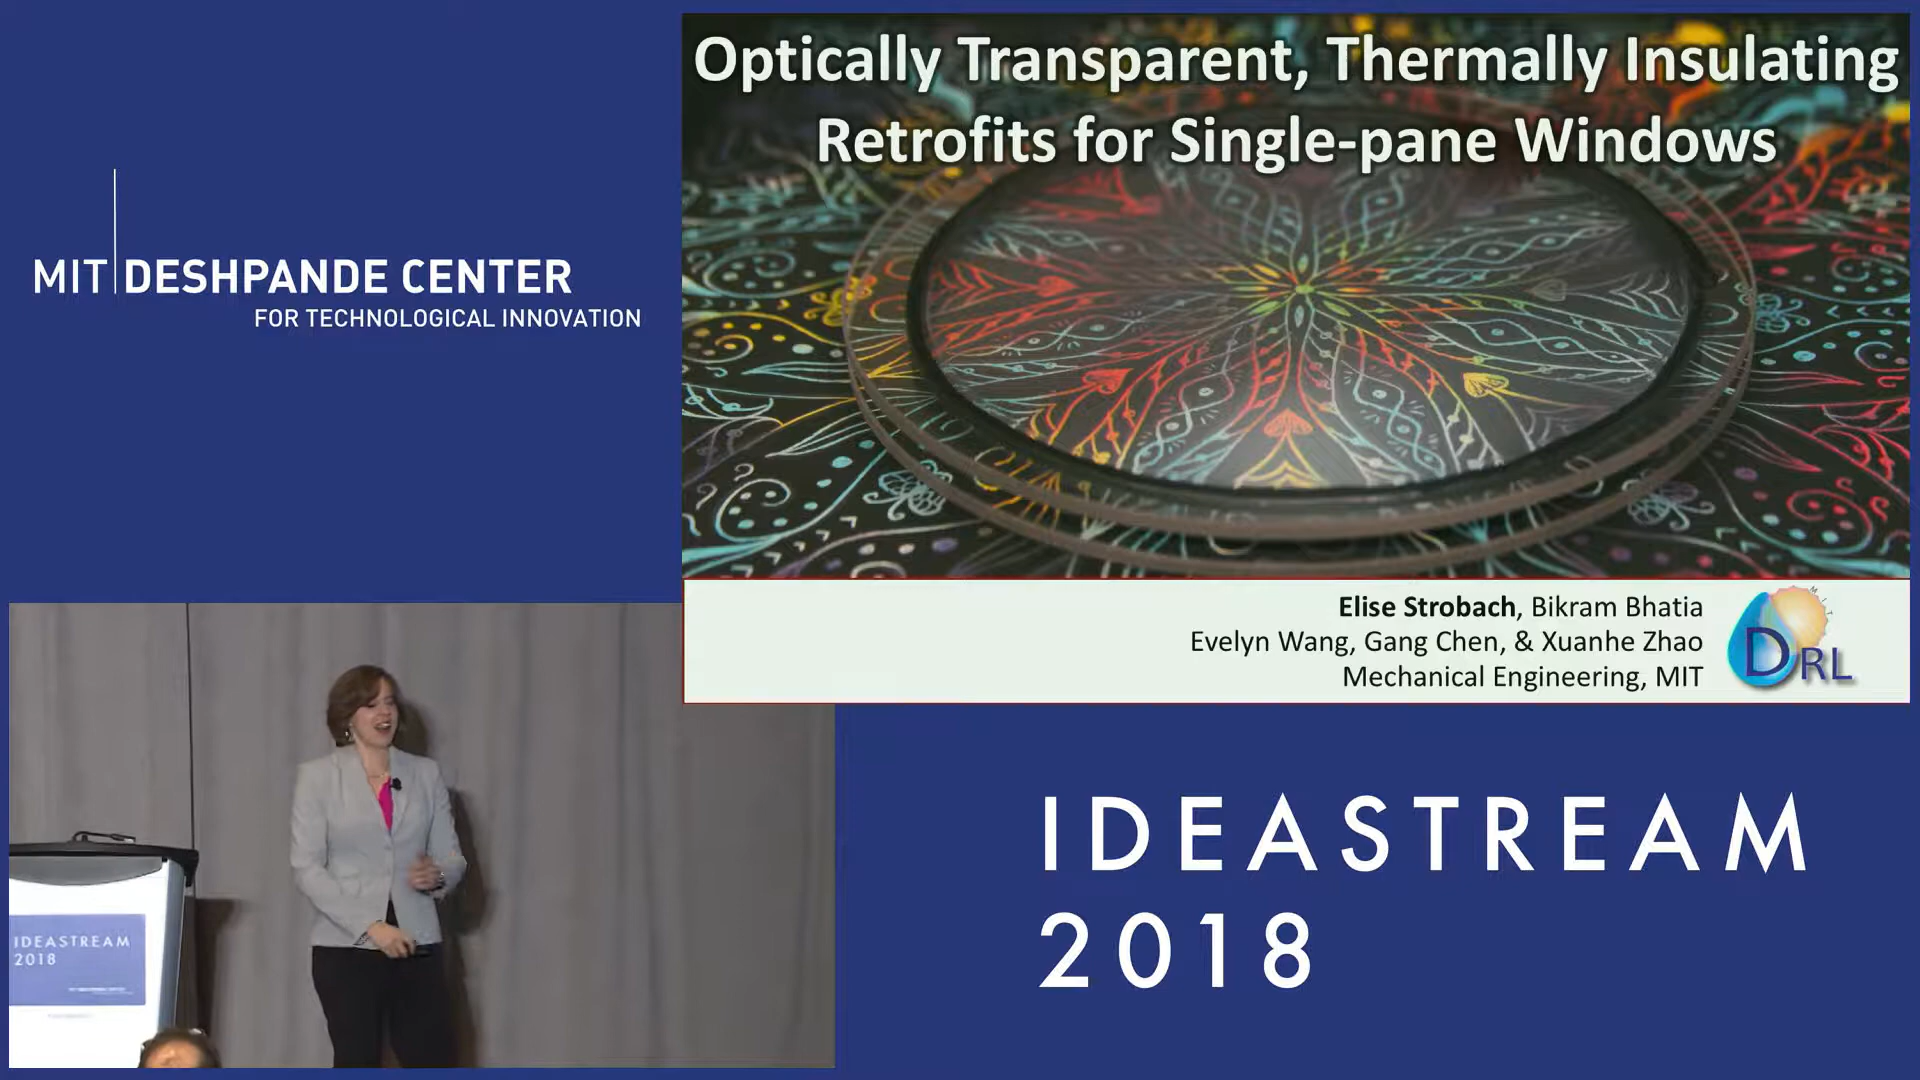 MIT DESHPANDE CENTER
FOR TECHNOLOGICAL INNOVATION
Optically Transparent, Thermally Insulating
Retrofits for Single-pane Windows
Elise Strobach, Bikram Bhatia
Evelyn Wang, Gang Chen, & Xuanhe Zhao
Mechanical Engineering, MIT
MIT
DRL
IDEASTREAM
2018
IDEASTREAM
2018